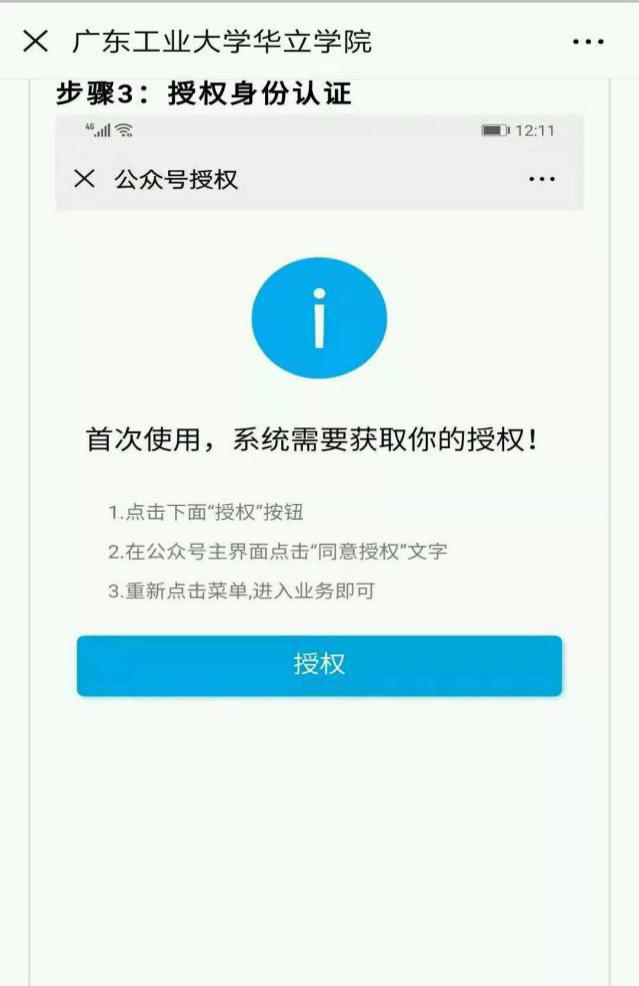 广东工业大学华立学院
步骤3：授权身份认证
4G 12:11
公众号授权
i
首次使用，系统需要获取你的授权！
1.点击下面“授权”按钮
2.在公众号主界面点击“同意授权”文字
3.重新点击菜单,进入业务即可
授权